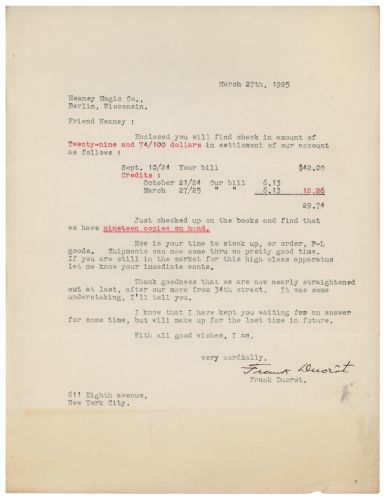 March 27th, 1925
Heaney Magic Co.,
Berlin, Wisconsin.
Friend Heaney :
Enclosed you will find check in amount of
Twenty-nine and 74/100 dollars in settlement of our account
as follows :
Sept. 10/24 Your bill $42.00
Credits :
October 21/24 Our bill 6.13
March 27/25 " " 6.13 12.26
29.74
Just checked up on the books and find that
we have nineteen copies on hand.
Now is your time to stock up, or order, P-L
goods. Shipments can now come thru on pretty good time.
If you are still in the market for this high class apparatus
let me know your immediate wants.
Thank goodness that we are now nearly straightened
out at last, after our move from 34th street. It was some
undertaking, I'll tell you.
I know that I have kept you waiting for an answer
for some time, but will make up for the lost time in future.
With all good wishes, I am,
very cordially,
Frank Ducrôt
Frank Ducrot.
611 Eighth avenue,
New York City.